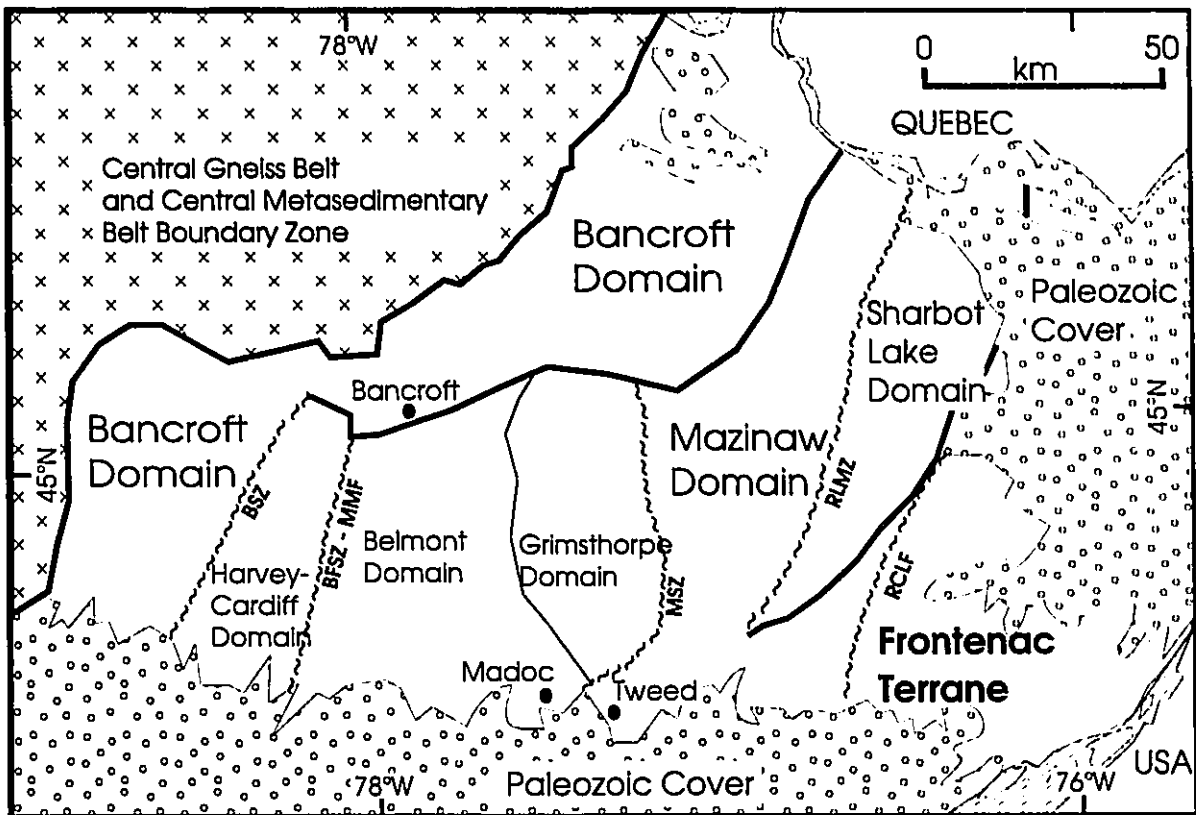 78°W
0
50
km
QUEBEC
Central Gneiss Belt
and Central Metasedimentary
Belt Boundary Zone
Bancroft
Domain
Paleozoic
Cover
Sharbot
Lake
Domain
Bancroft
45°N
Bancroft
Domain
Mazinaw
Domain
45°N
BSZ
BFSZ - MMF
RLMZ
Belmont
Domain
Grimsthorpe
Domain
Harvey-
Cardiff
Domain
MSZ
RCLF
Frontenac
Terrane
Madoc
Tweed
USA
78°W
Paleozoic Cover
76°W